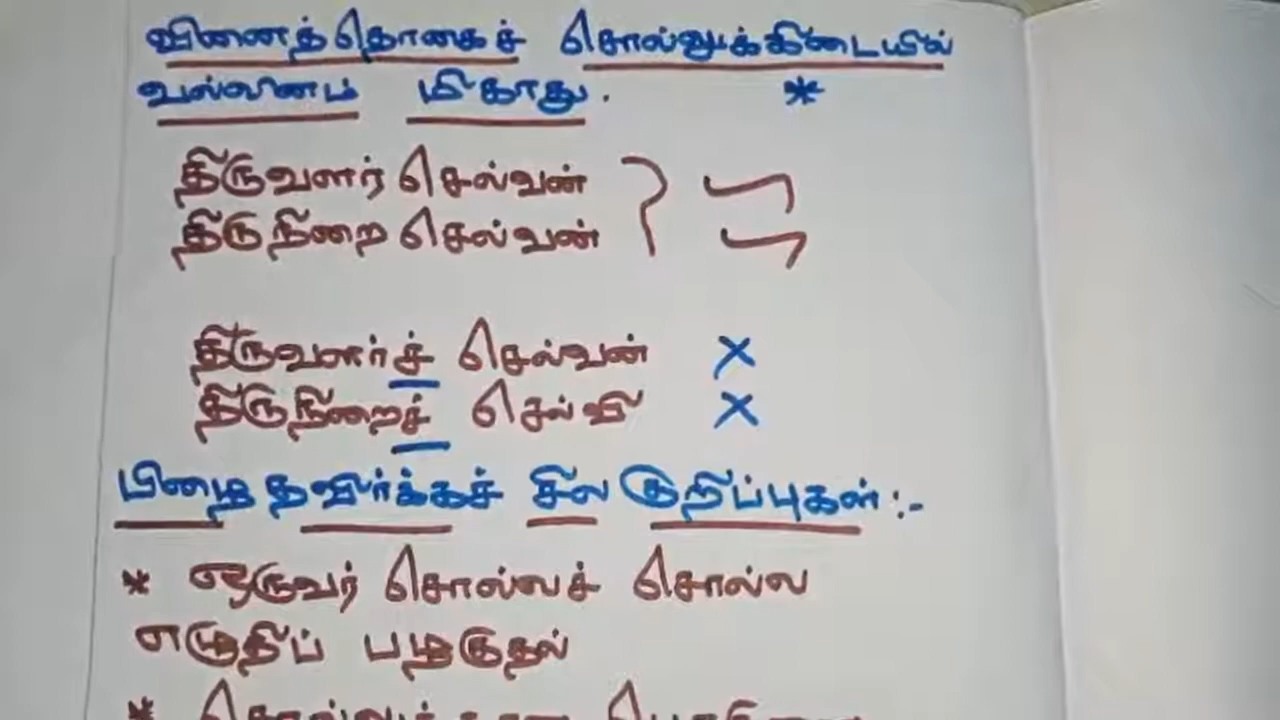 வினைத்தொகைச் சொல்லுக்கிடையில்
வல்லினம் மிகாது. *
திருவளர் செல்வன்
திருநிறை செல்வன்
திருவளர்ச் செல்வன் ×
திருநிறைச் செல்வி ×
பிழை தவிர்க்கச் சில குறிப்புகள் :-
* ஒருவர் சொல்லச் சொல்ல
எழுதிப் பழகுதல்